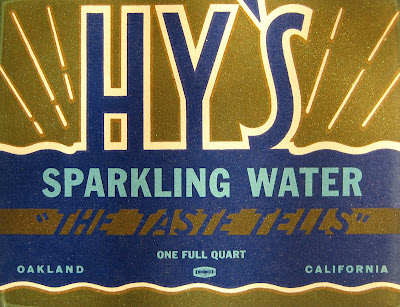 HY'S
SPARKLING WATER
"THE TASTE TELLS"
ONE FULL QUART
OAKLAND CALIFORNIA